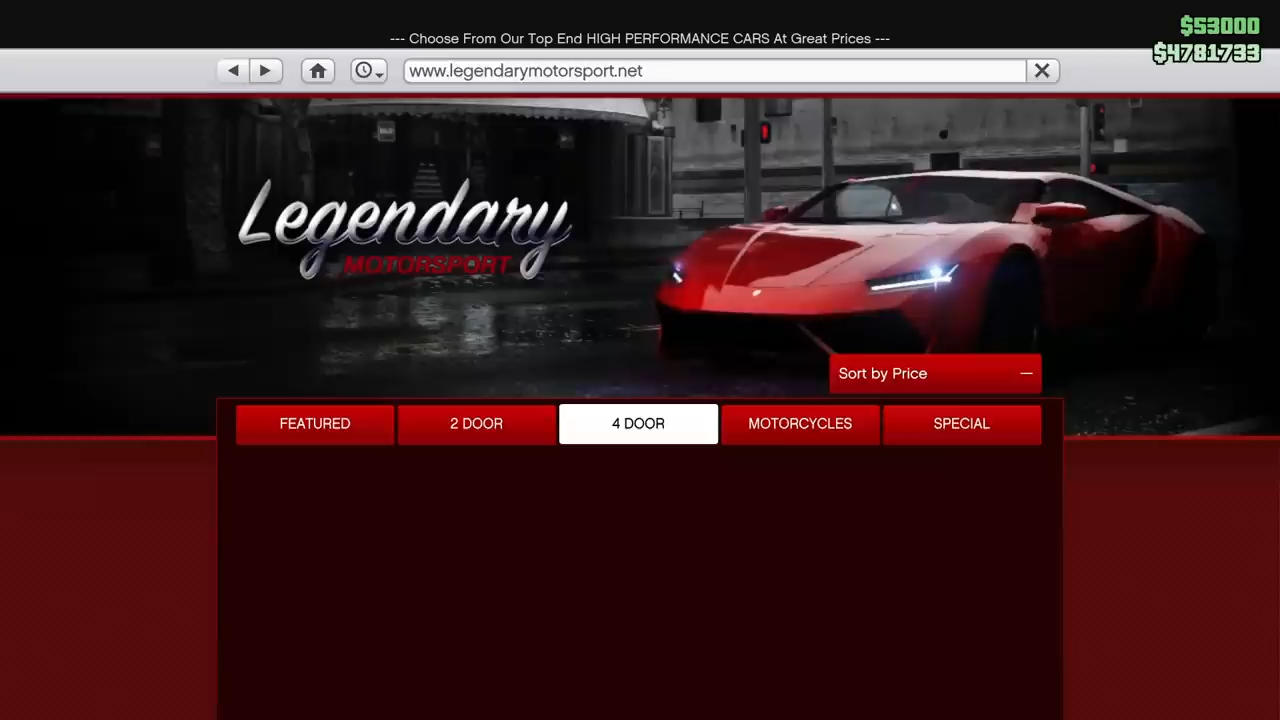 $53000
--- Choose From Our Top End HIGH PERFORMANCE CARS At Great Prices ---
$4781733
www.legendarymotorsport.net
Legendary
MOTORSPORT
Sort by Price
FEATURED
2 DOOR
4 DOOR
MOTORCYCLES
SPECIAL